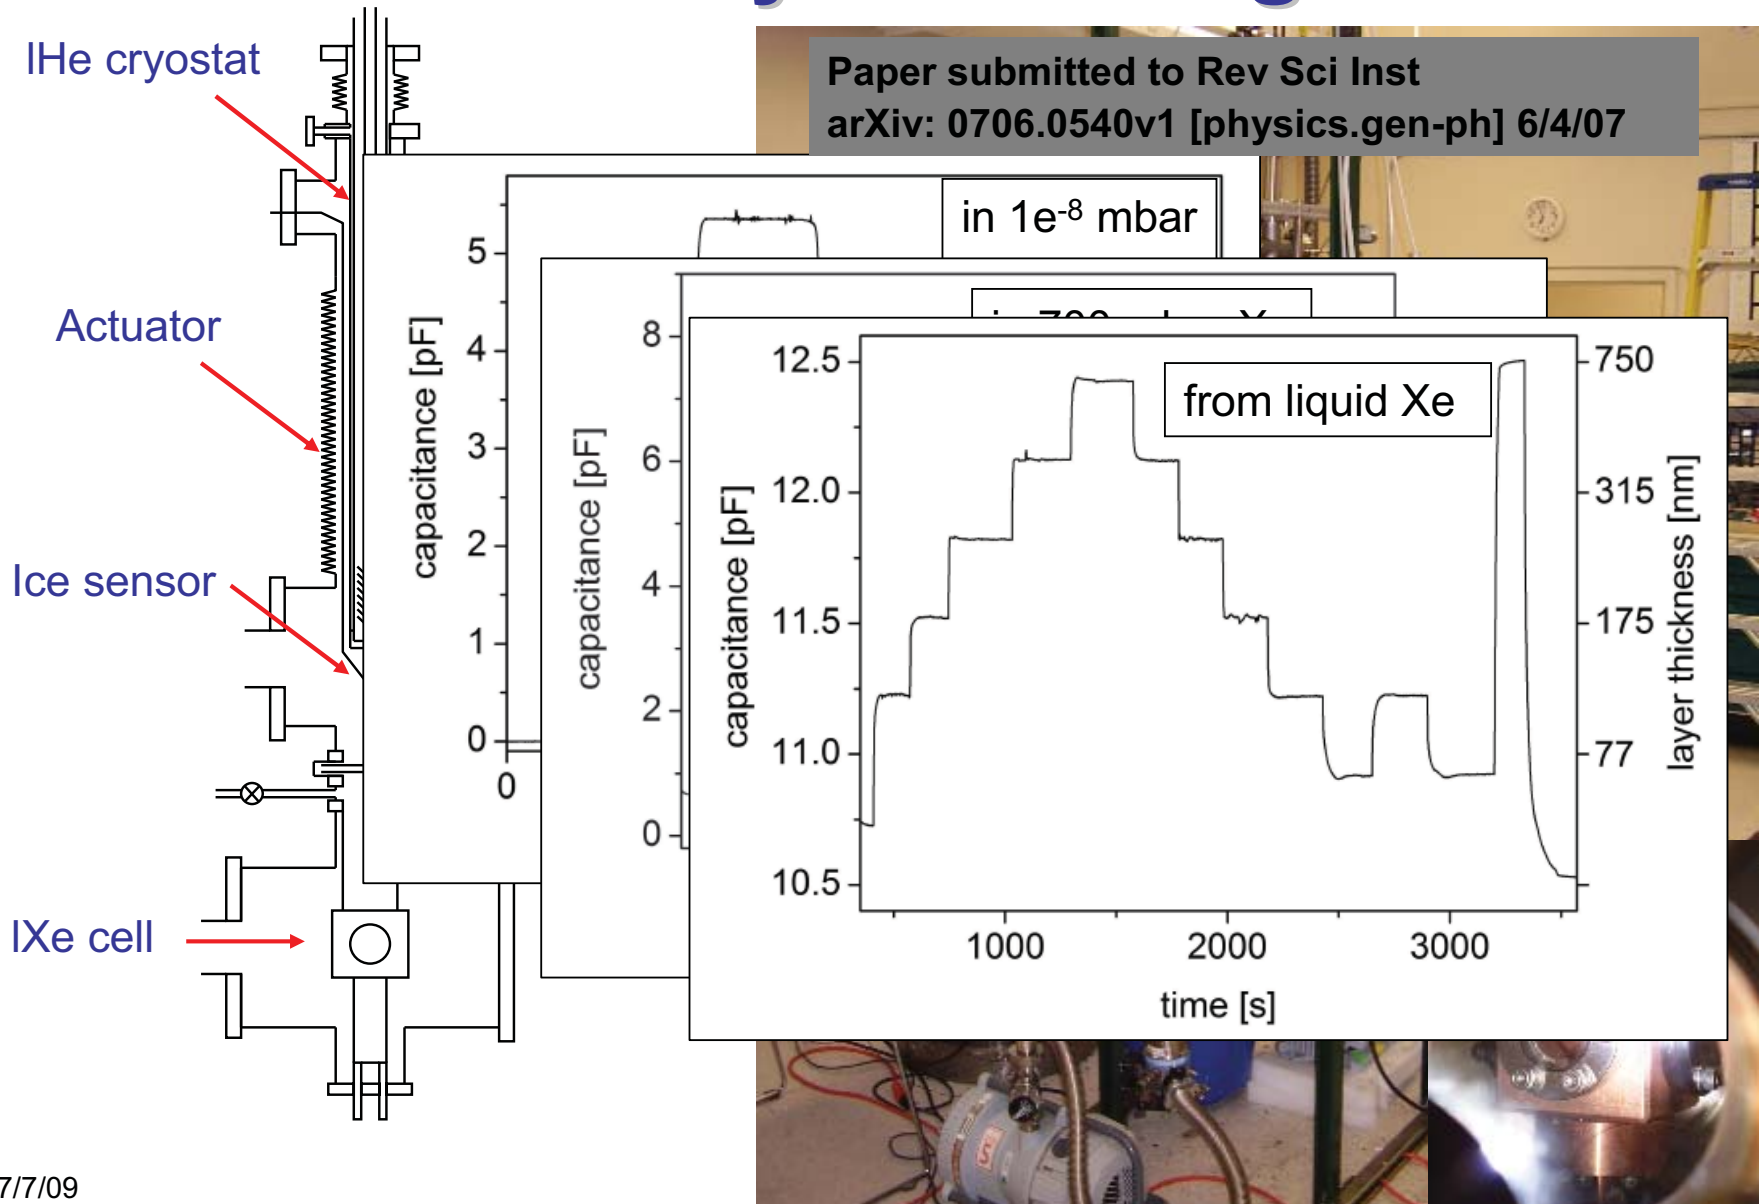 lHe cryostat
Actuator
Ice sensor
lXe cell
Paper submitted to Rev Sci Inst
arXiv: 0706.0540v1 [physics.gen-ph] 6/4/07
in 1e-8 mbar
capacitance [pF]
5
4
3
2
1
0
0
capacitance [pF]
8
6
4
2
0
from liquid Xe
capacitance [pF]
12.5
12.0
11.5
11.0
10.5
750
315
175
77
layer thickness [nm]
1000 2000 3000
time [s]
7/7/09